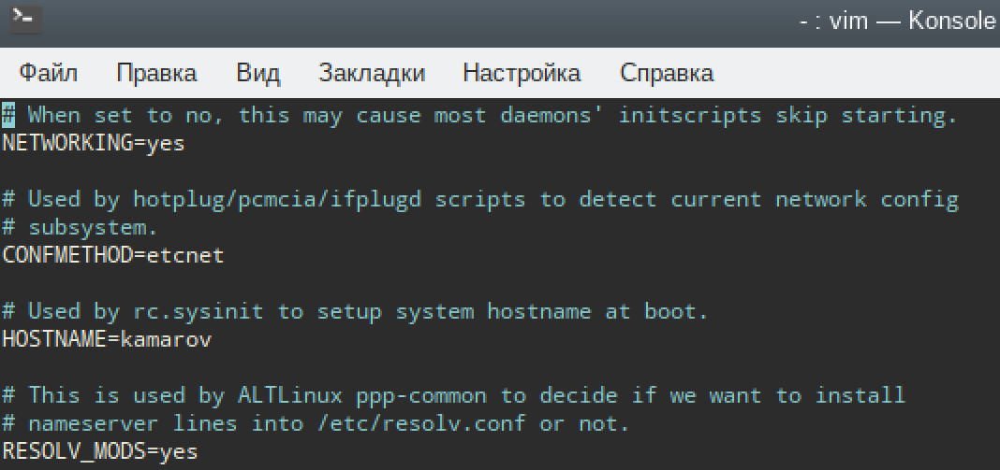 - : vim — Konsole
Файл Правка Вид Закладки Настройка Справка
# When set to no, this may cause most daemons' initscripts skip starting.
NETWORKING=yes
# Used by hotplug/pcmcia/ifplugd scripts to detect current network config
# subsystem.
CONFMETHOD=etcnet
# Used by rc.sysinit to setup system hostname at boot.
HOSTNAME=kamarov
# This is used by ALTLinux ppp-common to decide if we want to install
# nameserver lines into /etc/resolv.conf or not.
RESOLV_MODS=yes